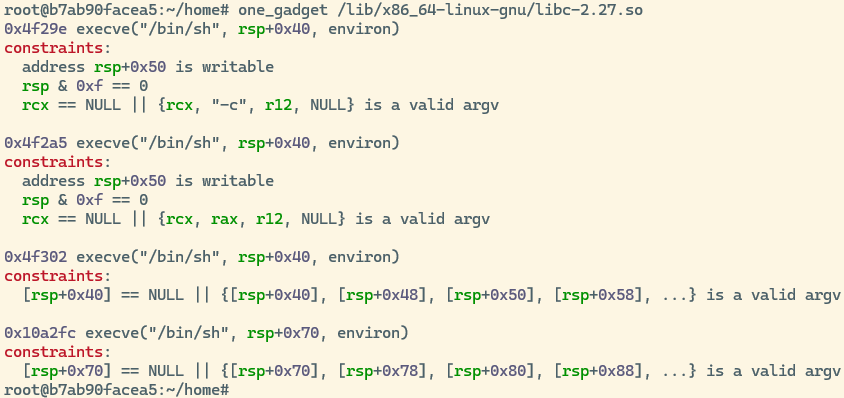 root@b7ab90facea5:~/home# one_gadget /lib/x86_64-linux-gnu/libc-2.27.so
0x4f29e execve("/bin/sh", rsp+0x40, environ)
constraints:
  address rsp+0x50 is writable
  rsp & 0xf == 0
  rcx == NULL || {rcx, "-c", r12, NULL} is a valid argv

0x4f2a5 execve("/bin/sh", rsp+0x40, environ)
constraints:
  address rsp+0x50 is writable
  rsp & 0xf == 0
  rcx == NULL || {rcx, rax, r12, NULL} is a valid argv

0x4f302 execve("/bin/sh", rsp+0x40, environ)
constraints:
  [rsp+0x40] == NULL || {[rsp+0x40], [rsp+0x48], [rsp+0x50], [rsp+0x58], ...} is a valid argv

0x10a2fc execve("/bin/sh", rsp+0x70, environ)
constraints:
  [rsp+0x70] == NULL || {[rsp+0x70], [rsp+0x78], [rsp+0x80], [rsp+0x88], ...} is a valid argv
root@b7ab90facea5:~/home#